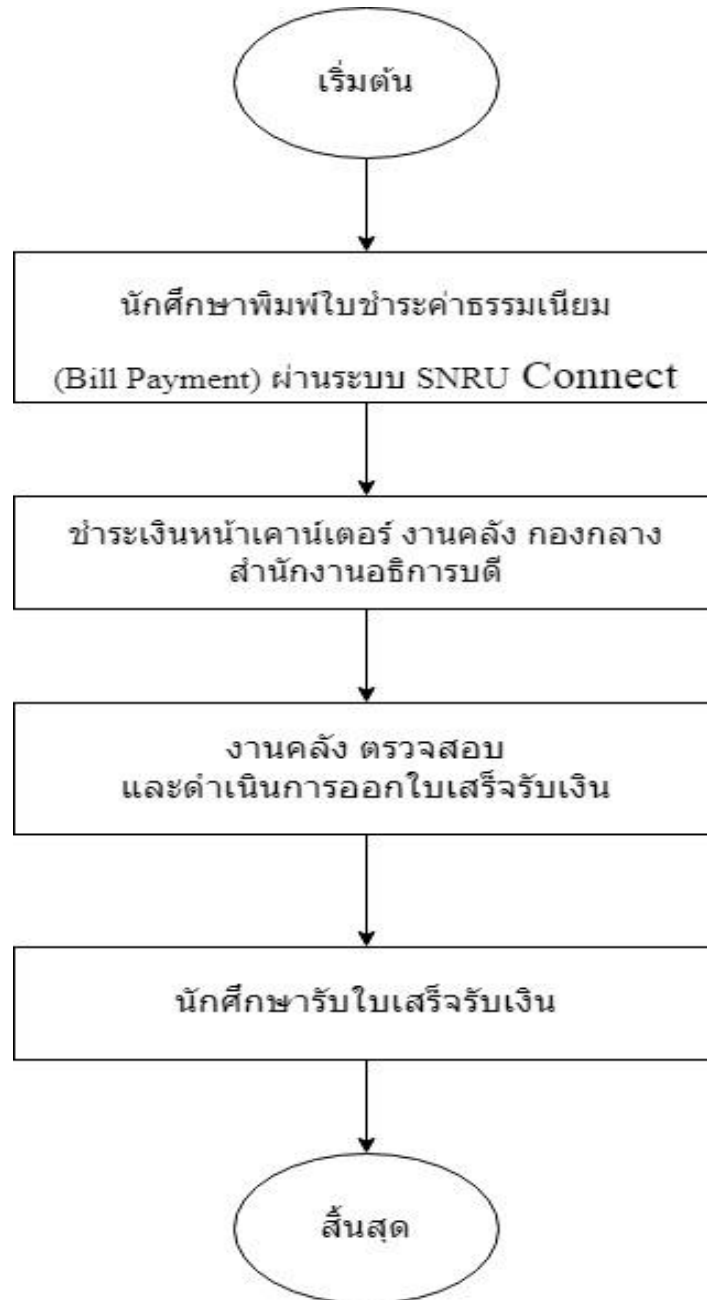 เริ่มต้น
นักศึกษาพิมพ์ใบชำระค่าธรรมเนียม
(Bill Payment) ผ่านระบบ SNRU Connect
ชำระเงินหน้าเคาน์เตอร์ งานคลัง กองกลาง
สำนักงานอธิการบดี
งานคลัง ตรวจสอบ
และดำเนินการออกใบเสร็จรับเงิน
นักศึกษารับใบเสร็จรับเงิน
สิ้นสุด